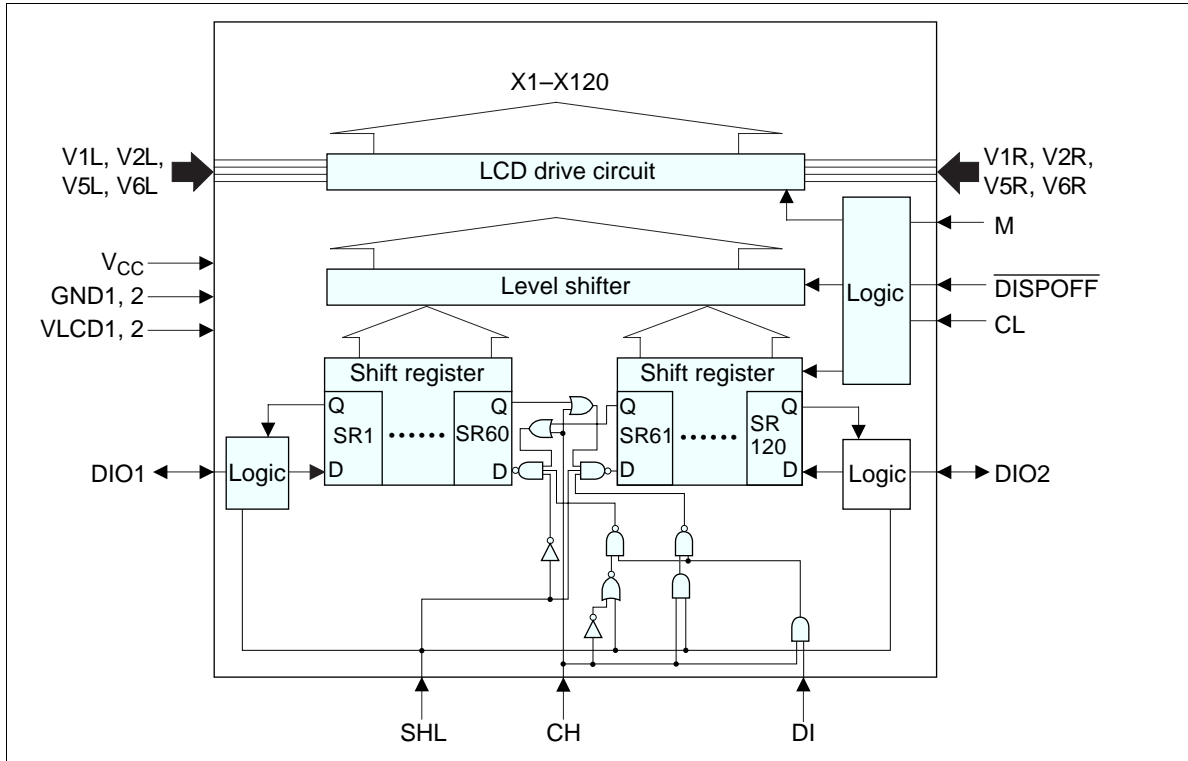 X1–X120
V1L, V2L,
V5L, V6L
LCD drive circuit
V1R, V2R,
V5R, V6R
M
VCC
GND1, 2
VLCD1, 2
Level shifter
Logic
DISPOFF
CL
Shift register
Shift register
Q
SR1
D
Q
SR60
D
Q
SR61
D
Q
SR
120
D
DIO1
Logic
Logic
DIO2
SHL
CH
DI